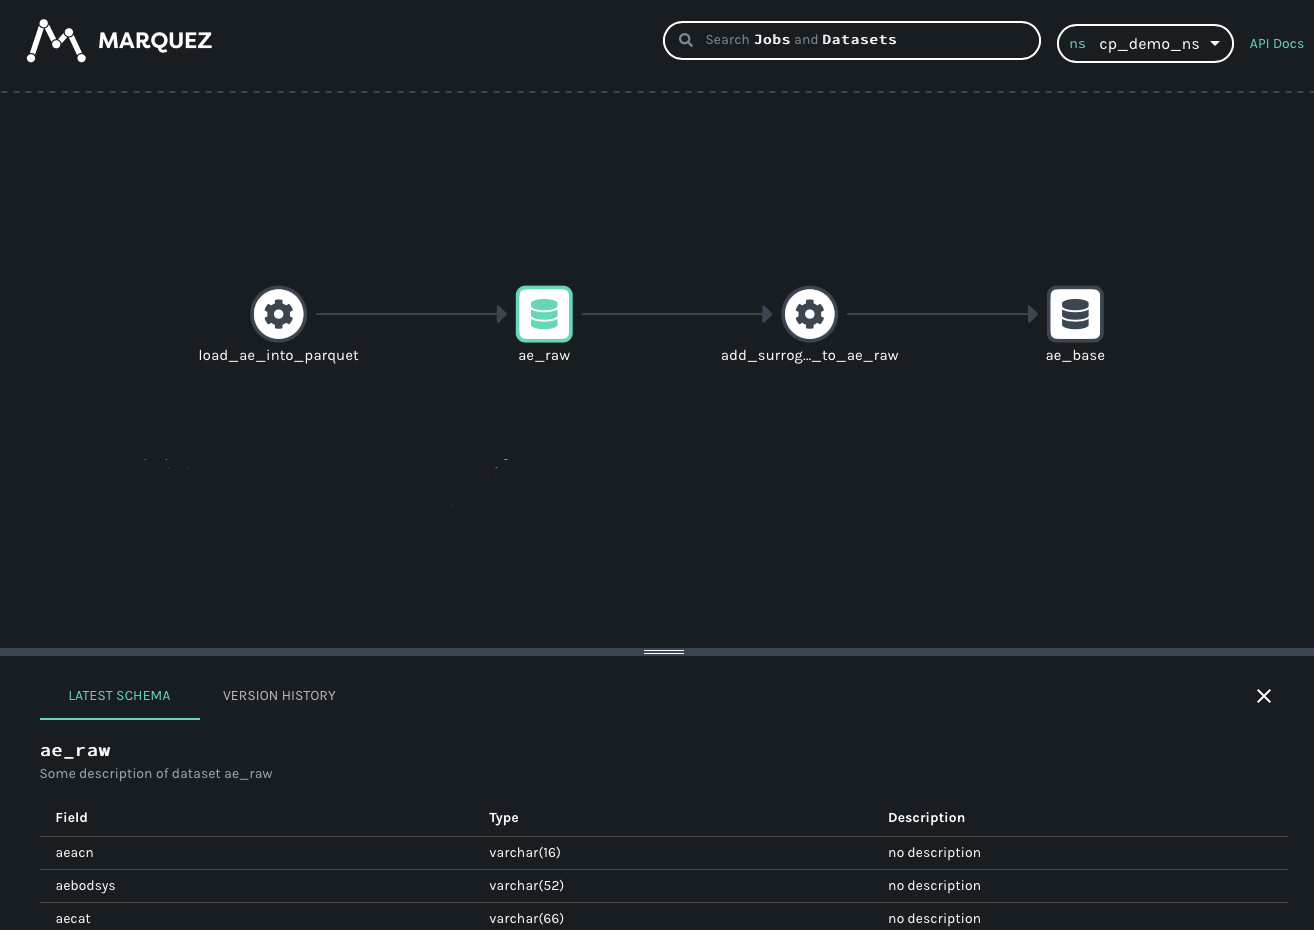 MARQUEZ
Search Jobs and Datasets
ns cp_demo_ns
API Docs
load_ae_into_parquet
ae_raw
add_surrog..._to_ae_raw
ae_base
LATEST SCHEMA
VERSION HISTORY
ae_raw
Some description of dataset ae_raw
Field Type Description
aeacn varchar(16) no description
aebodsys varchar(52) no description
aecat varchar(66) no description